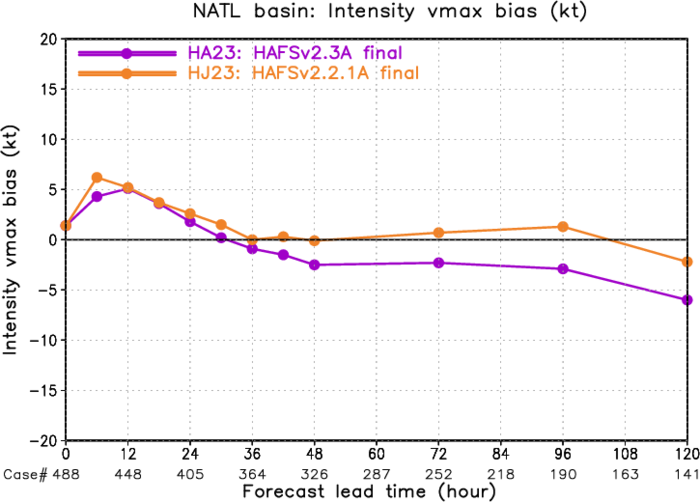 NATL basin: Intensity vmax bias (kt)
HA23: HAFSv2.3A final
HJ23: HAFSv2.2.1A final
Intensity vmax bias (kt)
20
15
10
5
0
−5
−10
−15
−20
0 12 24 36 48 60 72 84 96 108 120
Case# 488 448 405 364 326 287 252 218 190 163 141
Forecast lead time (hour)